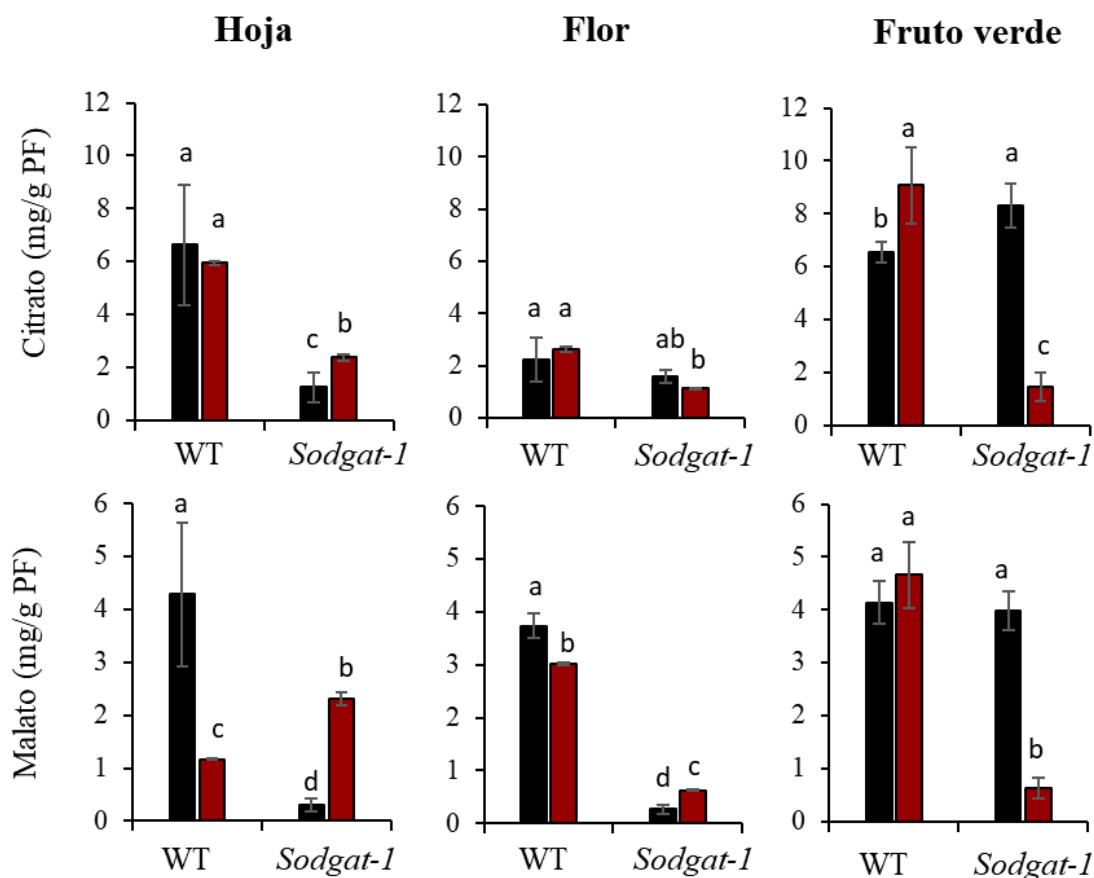 Hoja Flor Fruto verde
Citrato (mg/g PF)
12 10 8 6 4 2 0
a a c b
WT Sodgat-1
12 10 8 6 4 2 0
a a ab b
WT Sodgat-1
12 10 8 6 4 2 0
b a a c
WT Sodgat-1
Malato (mg/g PF)
6 5 4 3 2 1 0
a c d b
WT Sodgat-1
6 5 4 3 2 1 0
a b d c
WT Sodgat-1
6 5 4 3 2 1 0
a a a b
WT Sodgat-1